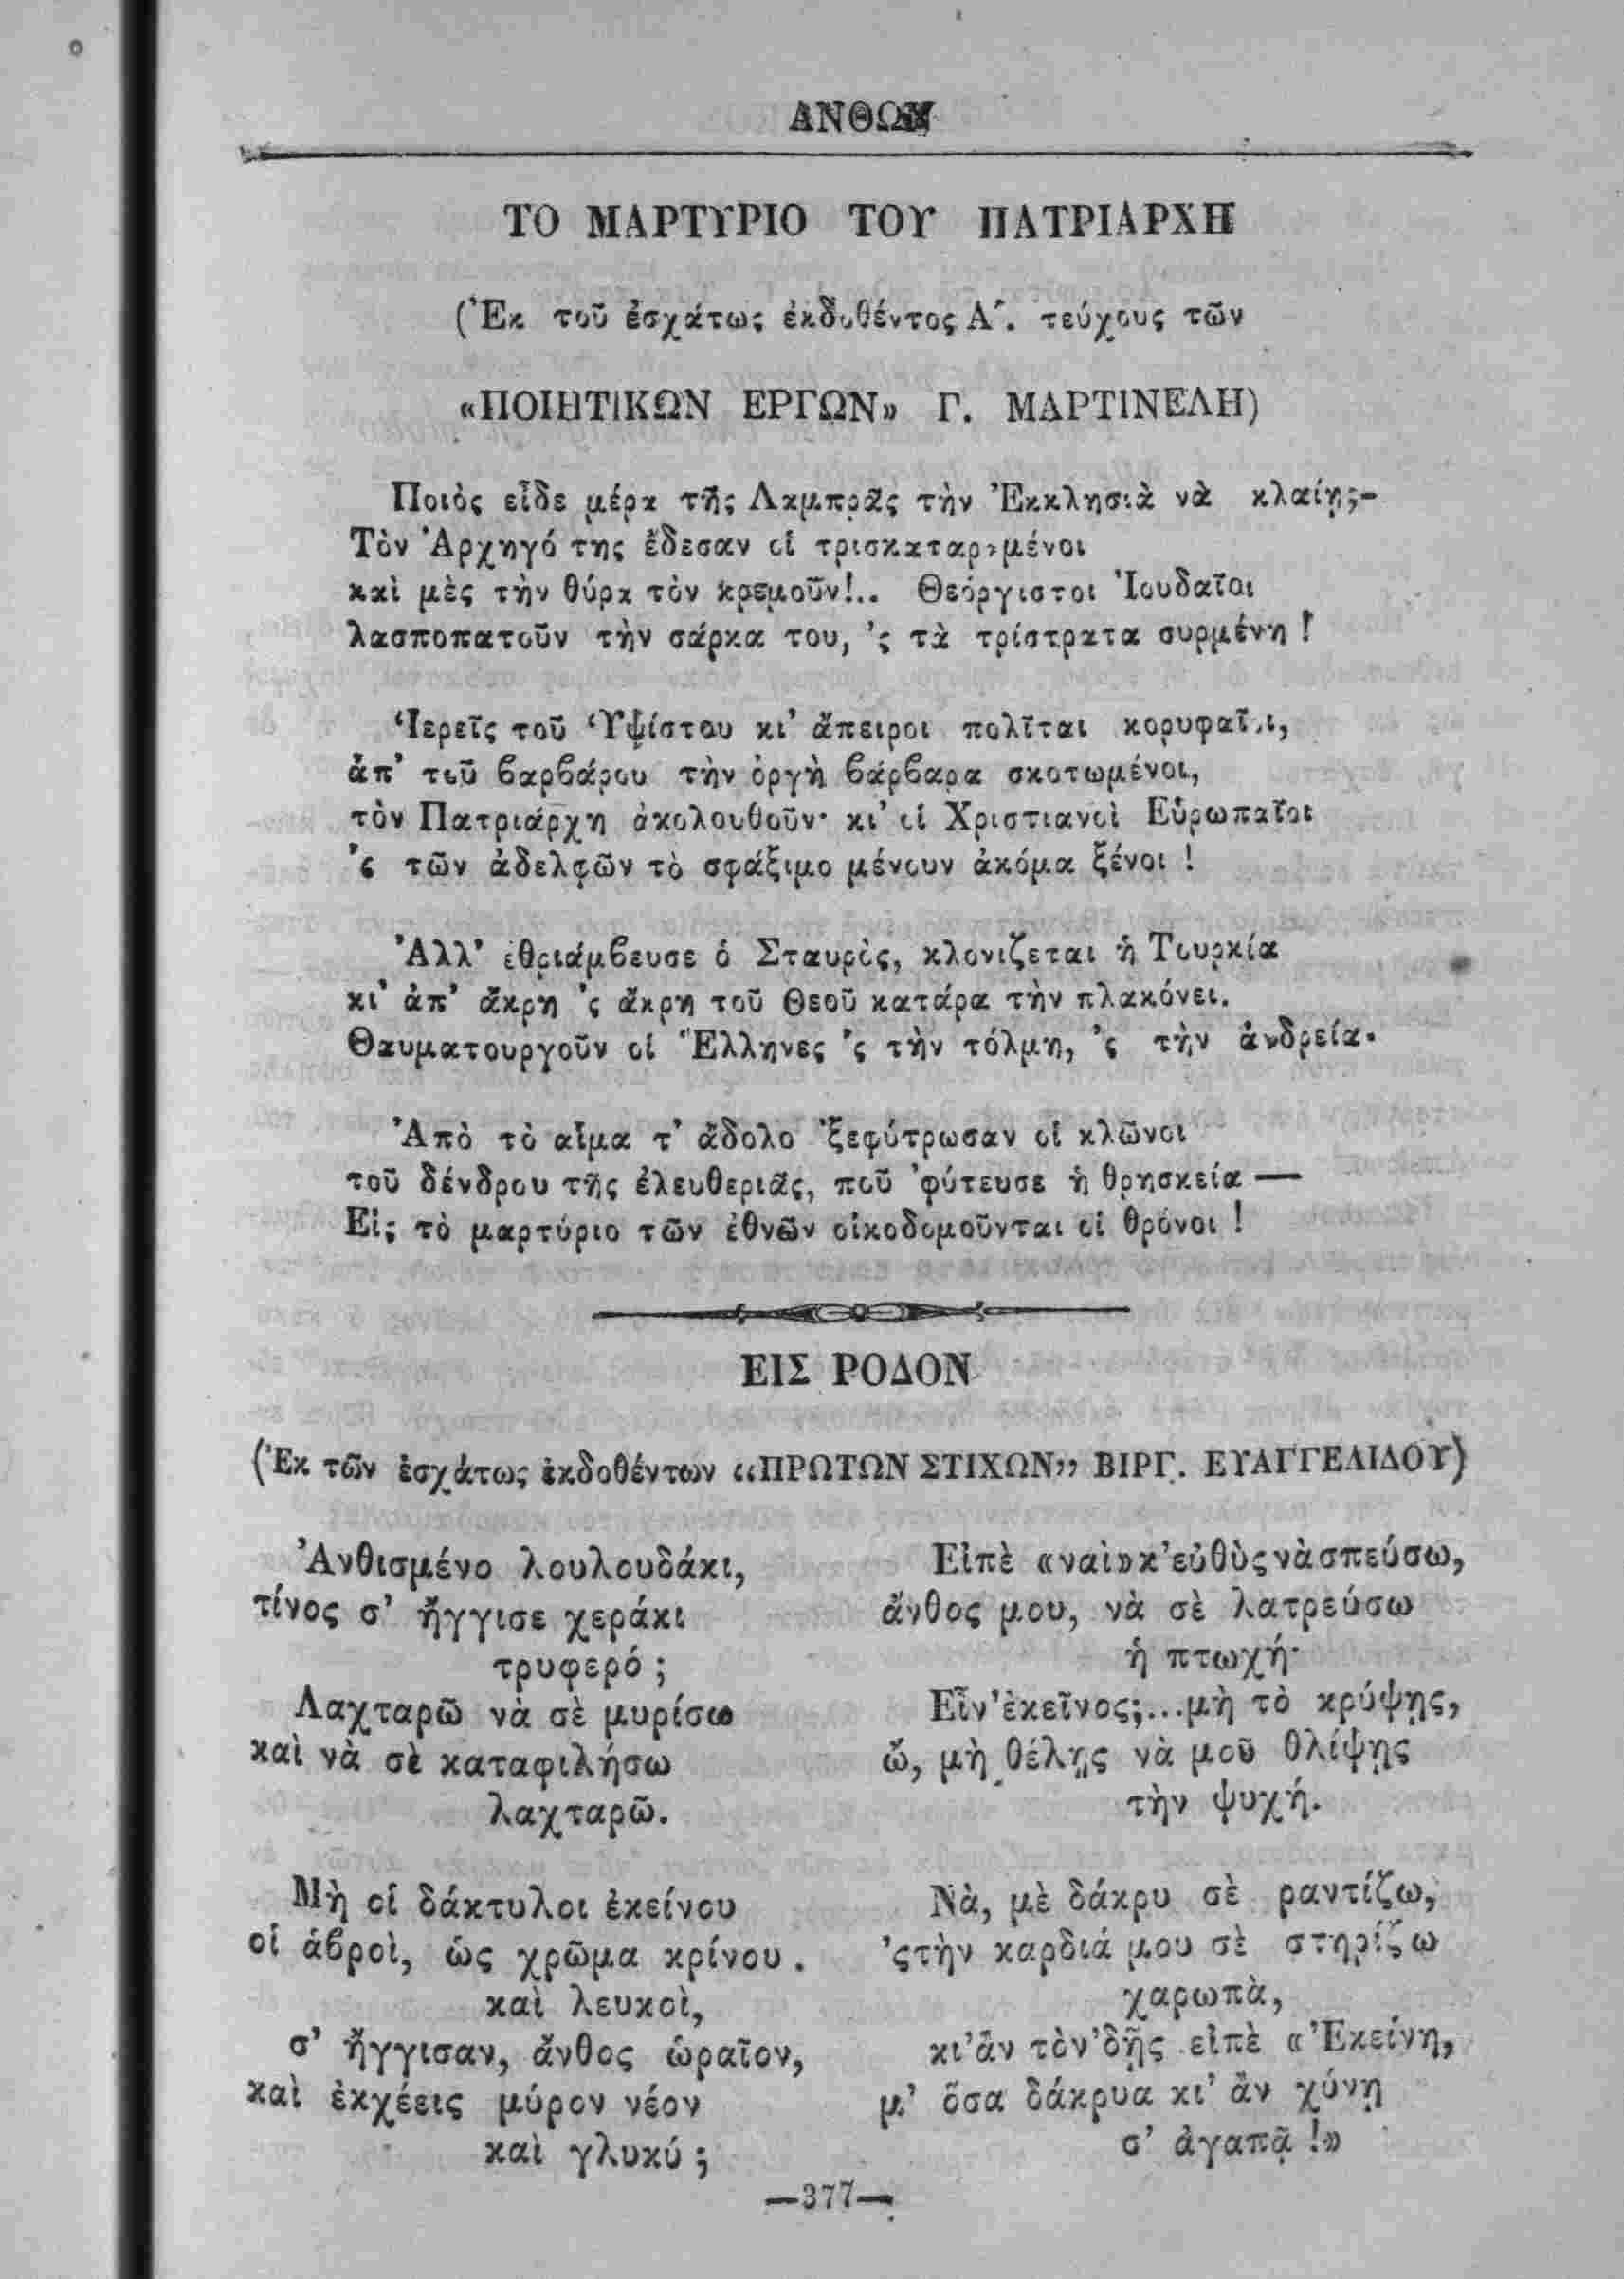 ΑΝΘΩΝ
ΤΟ ΜΑΡΤΥΡΙΟ ΤΟΥ ΠΑΤΡΙΑΡΧΗ
(Ἐκ τοῦ ἐσχάτως ἐκδοθέντος Α΄. τεύχους τῶν
«ΠΟΙΗΤΙΚΩΝ ΕΡΓΩΝ» Γ. ΜΑΡΤΙΝΕΛΗ)
Ποιὸς εἶδε μέρα τῆς Λαμπρᾶς τὴν Ἐκκλησιὰ νὰ κλαίῃ;-
Τὸν Ἀρχηγό της ἔδεσαν οἱ τρισκαταρamένοι
καὶ μὲς τὴν θύρα τὸν κρεμοῦν!.. Θεόργιστοι Ἰουδαῖοι
λασποπατοῦν τὴν σάρκα του, 'ς τὰ τρίστρατα συρμένη !
Ἱερεῖς τοῦ Ὑψίστου κι' ἄπειροι πολῖται κορυφαῖοι,
ἀπ' τοῦ βαρβάρου τὴν ὀργὴ βάρβαρα σκοτωμένοι,
τὸν Πατριάρχη ἀκολουθοῦν· κι' οἱ Χριστιανοὶ Εὐρωπαῖοι
'ς τῶν ἀδελφῶν τὸ σφάξιμο μένουν ἀκόμα ξένοι !
Ἀλλ' ἐθριάμβευσε ὁ Σταυρὸς, κλονιζεται ἡ Τουρκία
κι' ἀπ' ἄκρη 'ς ἄκρη τοῦ Θεοῦ κατάρα τὴν πλακόνει.
Θαυματουργοῦν οἱ Ἕλληνες 'ς τὴν τόλμη, 'ς τὴν ἀνδρεία.
Ἀπὸ τὸ αἷμα τ' ἄδολο 'ξεφύτρωσαν οἱ κλῶνοι
τοῦ δένδρου τῆς ἐλευθεριᾶς, ποῦ 'φύτευσε ἡ θρησκεία —
Εἰς τὸ μαρτύριο τῶν ἐθνῶν οἰκοδομοῦνται οἱ θρόνοι !
ΕΙΣ ΡΟΔΟΝ
(Ἐκ τῶν ἐσχάτως ἐκδοθέντων «ΠΡΩΤΩΝ ΣΤΙΧΩΝ» ΒΙΡΓ. ΕΥΑΓΓΕΛΙΔΟΥ)
Ἀνθισμένο λουλουδάκι,
τίνος σ' ἤγγισε χεράκι
τρυφερό ;
Λαχταρῶ νὰ σὲ μυρίσω
καὶ νὰ σὲ καταφιλήσω
λαχταρῶ.
Μὴ οἱ δάκτυλοι ἐκείνου
οἱ ἁβροὶ, ὡς χρῶμα κρίνου .
καὶ λευκοὶ,
σ' ἤγγισαν, ἄνθος ὡραῖον,
καὶ ἐκχέεις μύρον νέον
καὶ γλυκύ ;
Εἰπὲ «ναὶ» κ' εὐθὺς νὰ σπεύσω,
ἄνθος μου, νὰ σὲ λατρεύσω
ἡ πτωχή·
Εἶν' ἐκεῖνος;...μὴ τὸ κρύψῃς,
ὦ, μὴ θέλῃς νὰ μοῦ θλίψῃς
τὴν ψυχή.
Νὰ, μὲ δάκρυ σὲ ραντίζω,
'ςτὴν καρδιά μου σὲ στηρίζω
χαρωπὰ,
κι' ἂν τὸν 'δῇς εἰπὲ «Ἐκείνη,
μ' ὅσα δάκρυα κι' ἂν χύνῃ
σ' ἀγαπᾷ !»
—377—